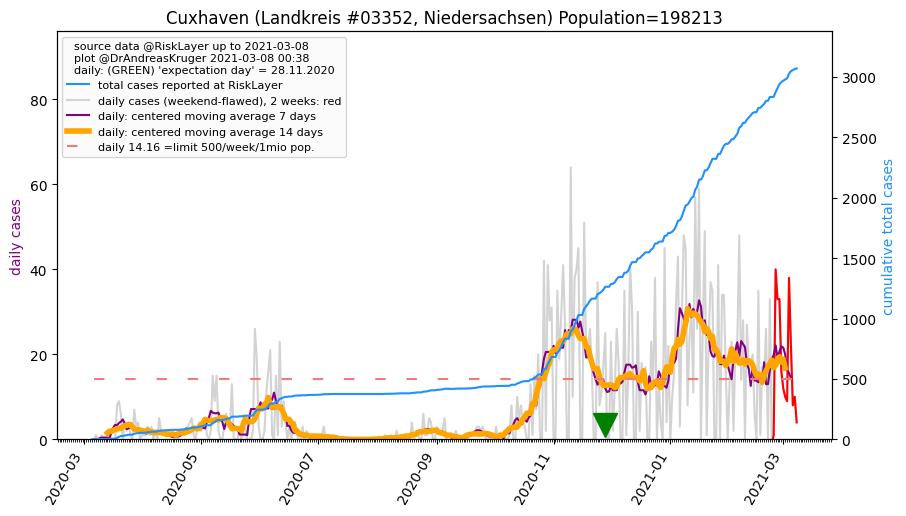 Cuxhaven (Landkreis #03352, Niedersachsen) Population=198213
source data @RiskLayer up to 2021-03-08
plot @DrAndreasKruger 2021-03-08 00:38
daily: (GREEN) 'expectation day' = 28.11.2020
total cases reported at RiskLayer
daily cases (weekend-flawed), 2 weeks: red
daily: centered moving average 7 days
daily: centered moving average 14 days
daily 14.16 =limit 500/week/1mio pop.
daily cases
80
60
40
20
0
cumulative total cases
3000
2500
2000
1500
1000
500
0
2020-03
2020-05
2020-07
2020-09
2020-11
2021-01
2021-03